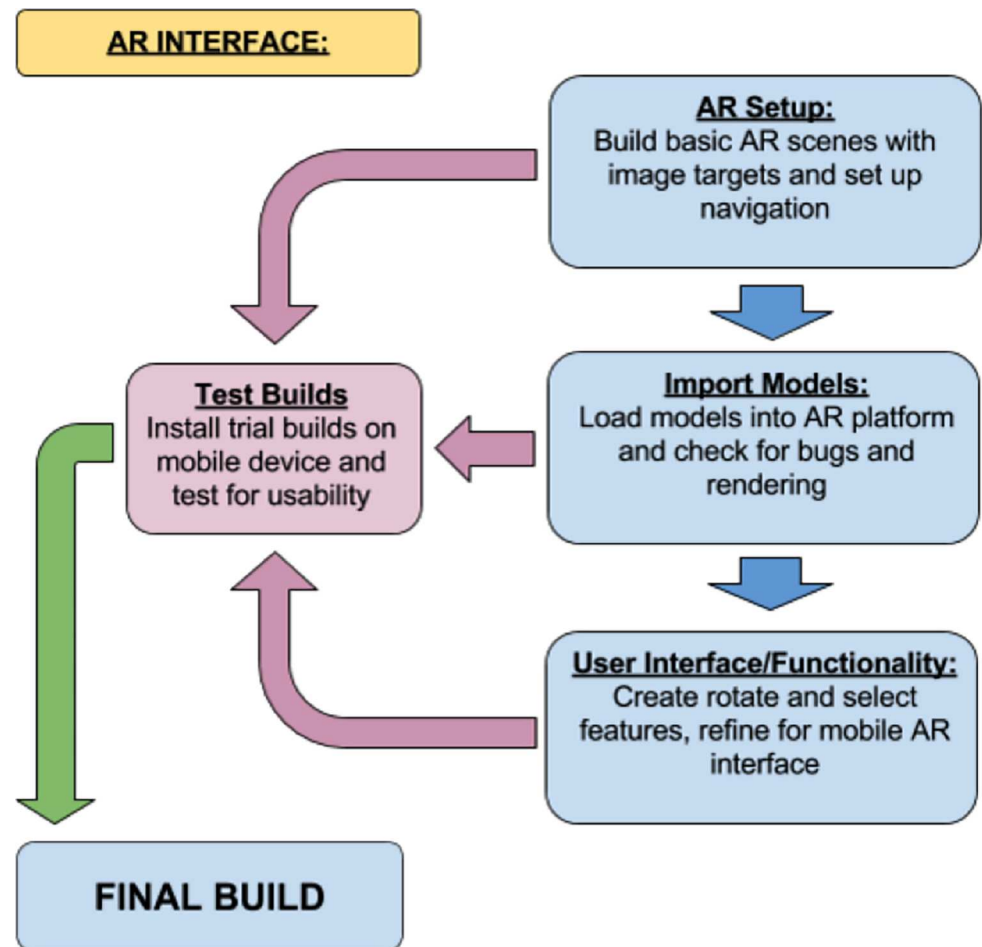 AR INTERFACE:
AR Setup:
Build basic AR scenes with
image targets and set up
navigation
Import Models:
Load models into AR platform
and check for bugs and
rendering
Test Builds
Install trial builds on
mobile device and
test for usability
User Interface/Functionality:
Create rotate and select
features, refine for mobile AR
interface
FINAL BUILD